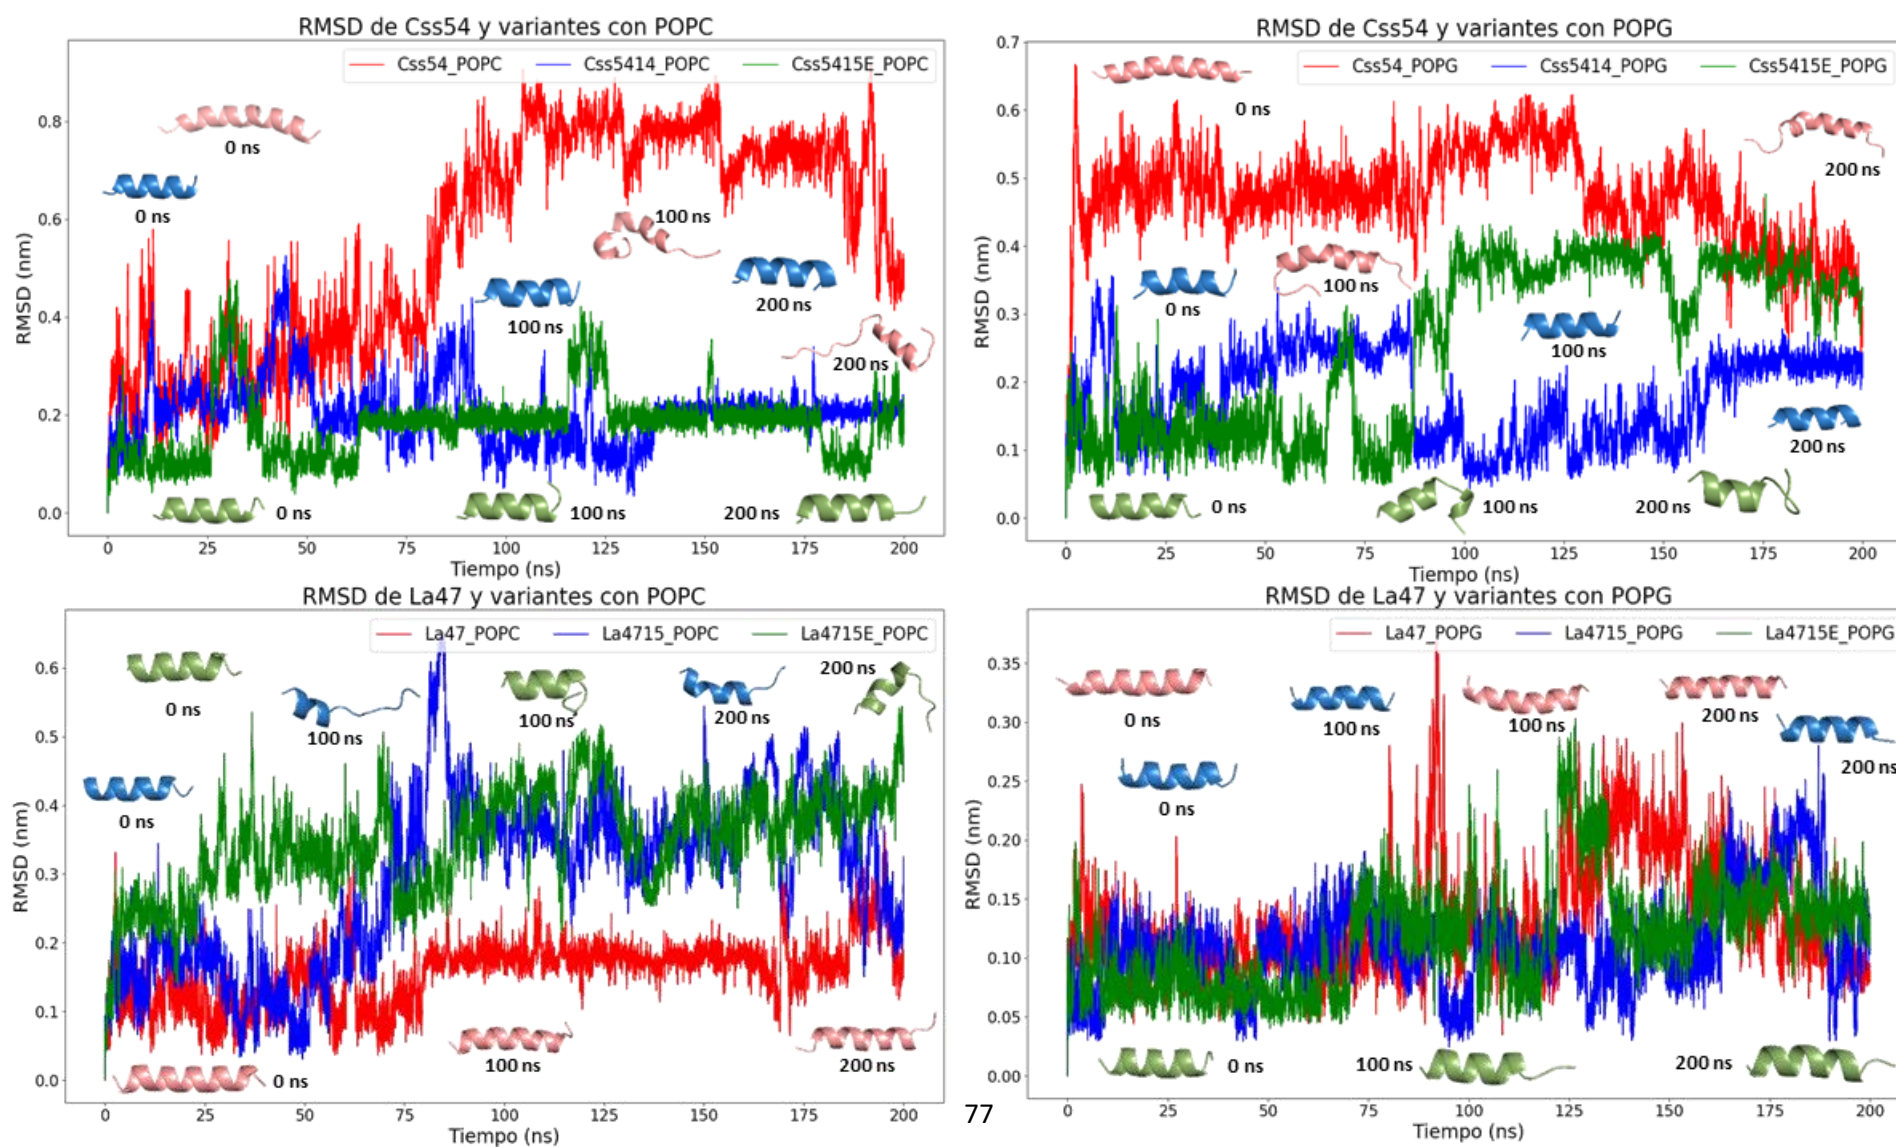 RMSD de Css54 y variantes con POPC
Css54_POPC Css5414_POPC Css5415E_POPC
RMSD (nm)
0.8
0.6
0.4
0.2
0.0
0 ns
0 ns
100 ns
100 ns
200 ns
200 ns
0 ns
100 ns
200 ns
0 25 50 75 100 125 150 175 200
Tiempo (ns)
RMSD de Css54 y variantes con POPG
Css54_POPG Css5414_POPG Css5415E_POPG
RMSD (nm)
0.7
0.6
0.5
0.4
0.3
0.2
0.1
0.0
0 ns
200 ns
0 ns
100 ns
100 ns
200 ns
0 ns
100 ns
200 ns
0 25 50 75 100 125 150 175 200
Tiempo (ns)
RMSD de La47 y variantes con POPC
La47_POPC La4715_POPC La4715E_POPC
RMSD (nm)
0.6
0.5
0.4
0.3
0.2
0.1
0.0
0 ns
100 ns
100 ns
200 ns
200 ns
0 ns
0 ns
100 ns
200 ns
0 25 50 75 100 125 150 175 200
Tiempo (ns)
RMSD de La47 y variantes con POPG
La47_POPG La4715_POPG La4715E_POPG
RMSD (nm)
0.35
0.30
0.25
0.20
0.15
0.10
0.05
0.00
0 ns
100 ns
100 ns
200 ns
0 ns
200 ns
0 ns
100 ns
200 ns
0 25 50 75 100 125 150 175 200
Tiempo (ns)
77